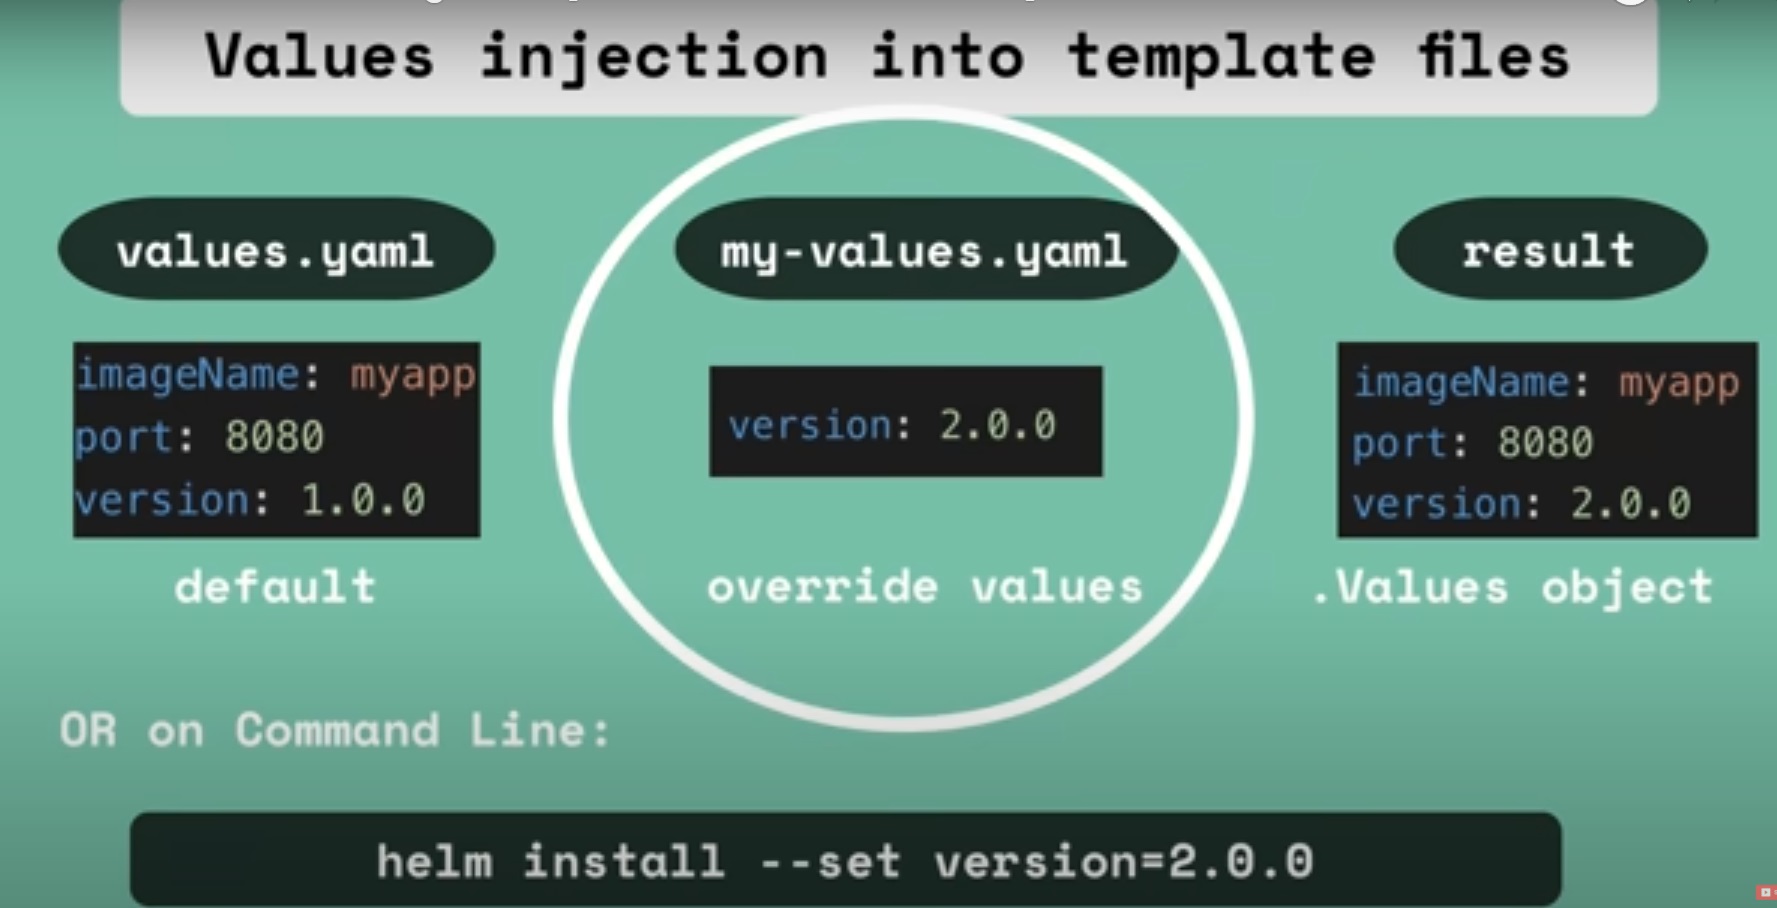 Values injection into template files
values.yaml
my-values.yaml
result
imageName: myapp
port: 8080
version: 1.0.0
version: 2.0.0
imageName: myapp
port: 8080
version: 2.0.0
default
override values
.Values object
OR on Command Line:
helm install --set version=2.0.0